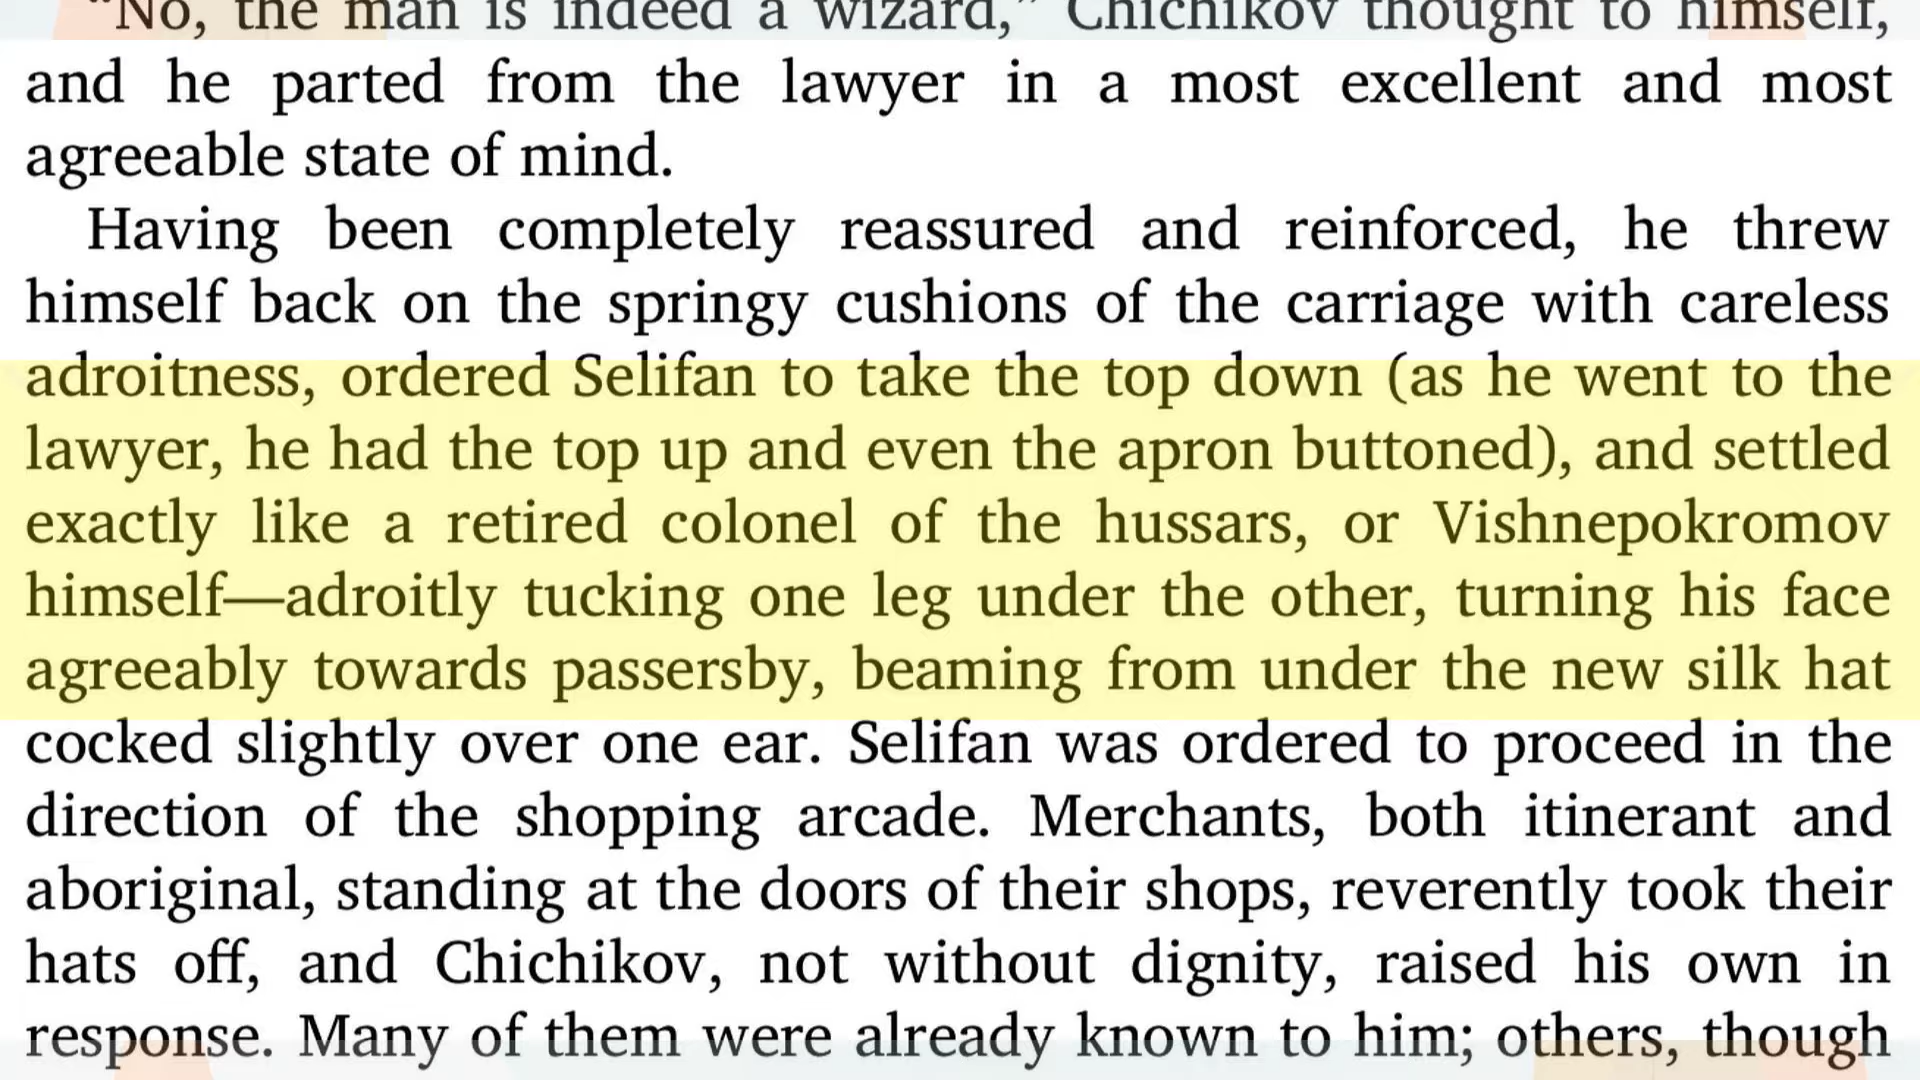 “No, the man is indeed a wizard,” Chichikov thought to himself,
and he parted from the lawyer in a most excellent and most
agreeable state of mind.
Having been completely reassured and reinforced, he threw
himself back on the springy cushions of the carriage with careless
adroitness, ordered Selifan to take the top down (as he went to the
lawyer, he had the top up and even the apron buttoned), and settled
exactly like a retired colonel of the hussars, or Vishnepokromov
himself—adroitly tucking one leg under the other, turning his face
agreeably towards passersby, beaming from under the new silk hat
cocked slightly over one ear. Selifan was ordered to proceed in the
direction of the shopping arcade. Merchants, both itinerant and
aboriginal, standing at the doors of their shops, reverently took their
hats off, and Chichikov, not without dignity, raised his own in
response. Many of them were already known to him; others, though